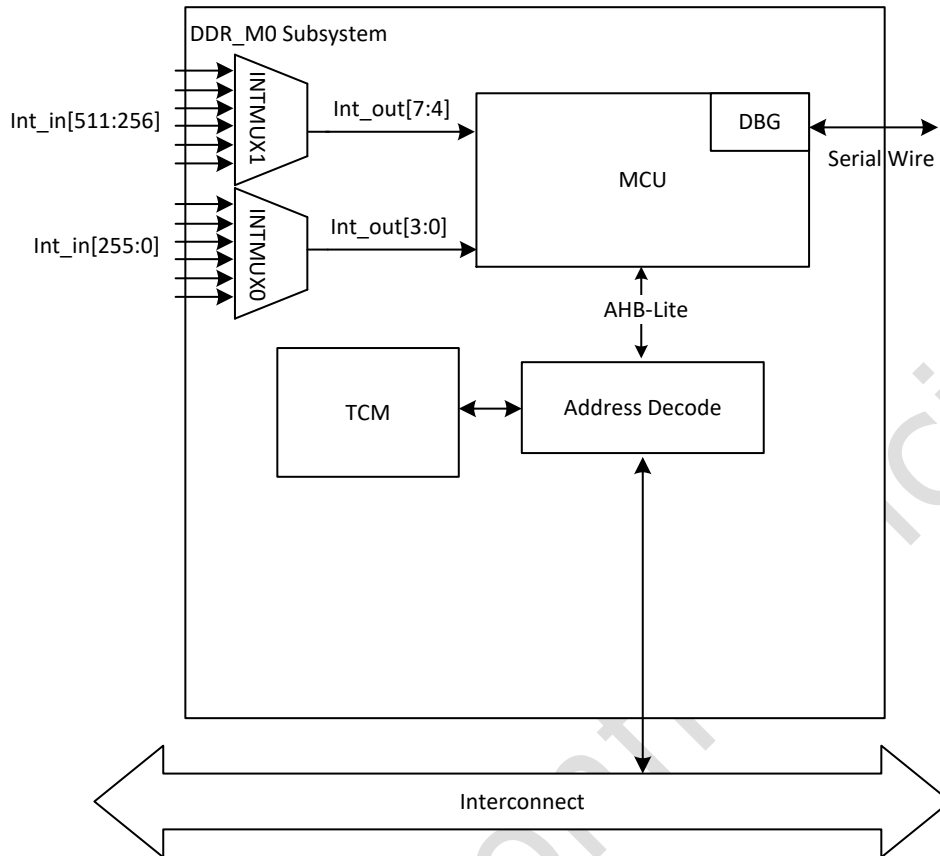 DDR_M0 Subsystem
INTMUX1
Int_in[511:256]
Int_out[7:4]
DBG
Serial Wire
MCU
INTMUX0
Int_in[255:0]
Int_out[3:0]
AHB-Lite
TCM
Address Decode
Interconnect